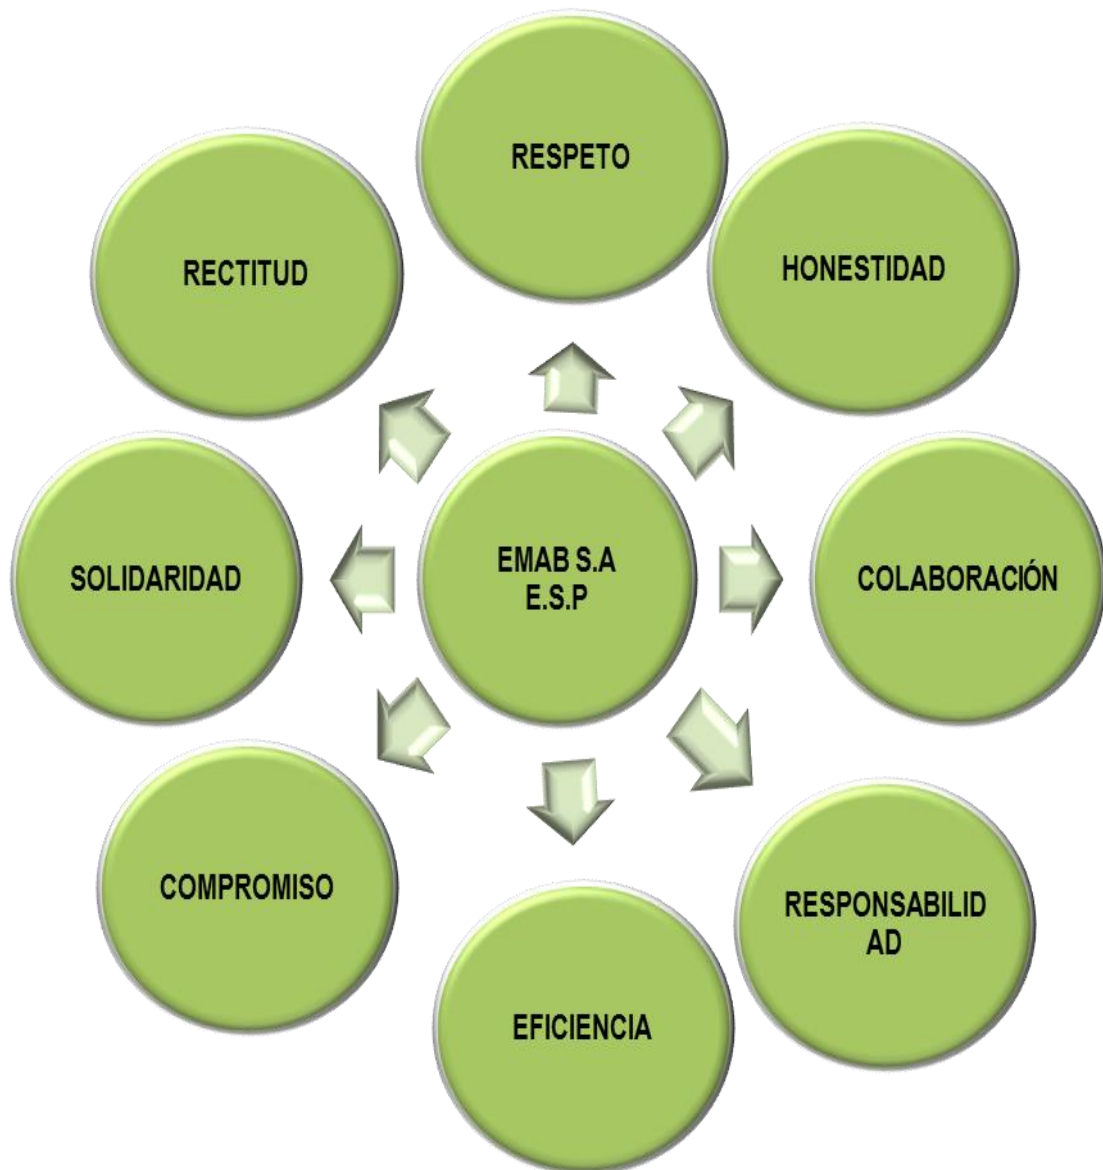 RESPETO
HONESTIDAD
RECTITUD
EMAB S.A
E.S.P
SOLIDARIDAD
COLABORACIÓN
COMPROMISO
RESPONSABILID
AD
EFICIENCIA